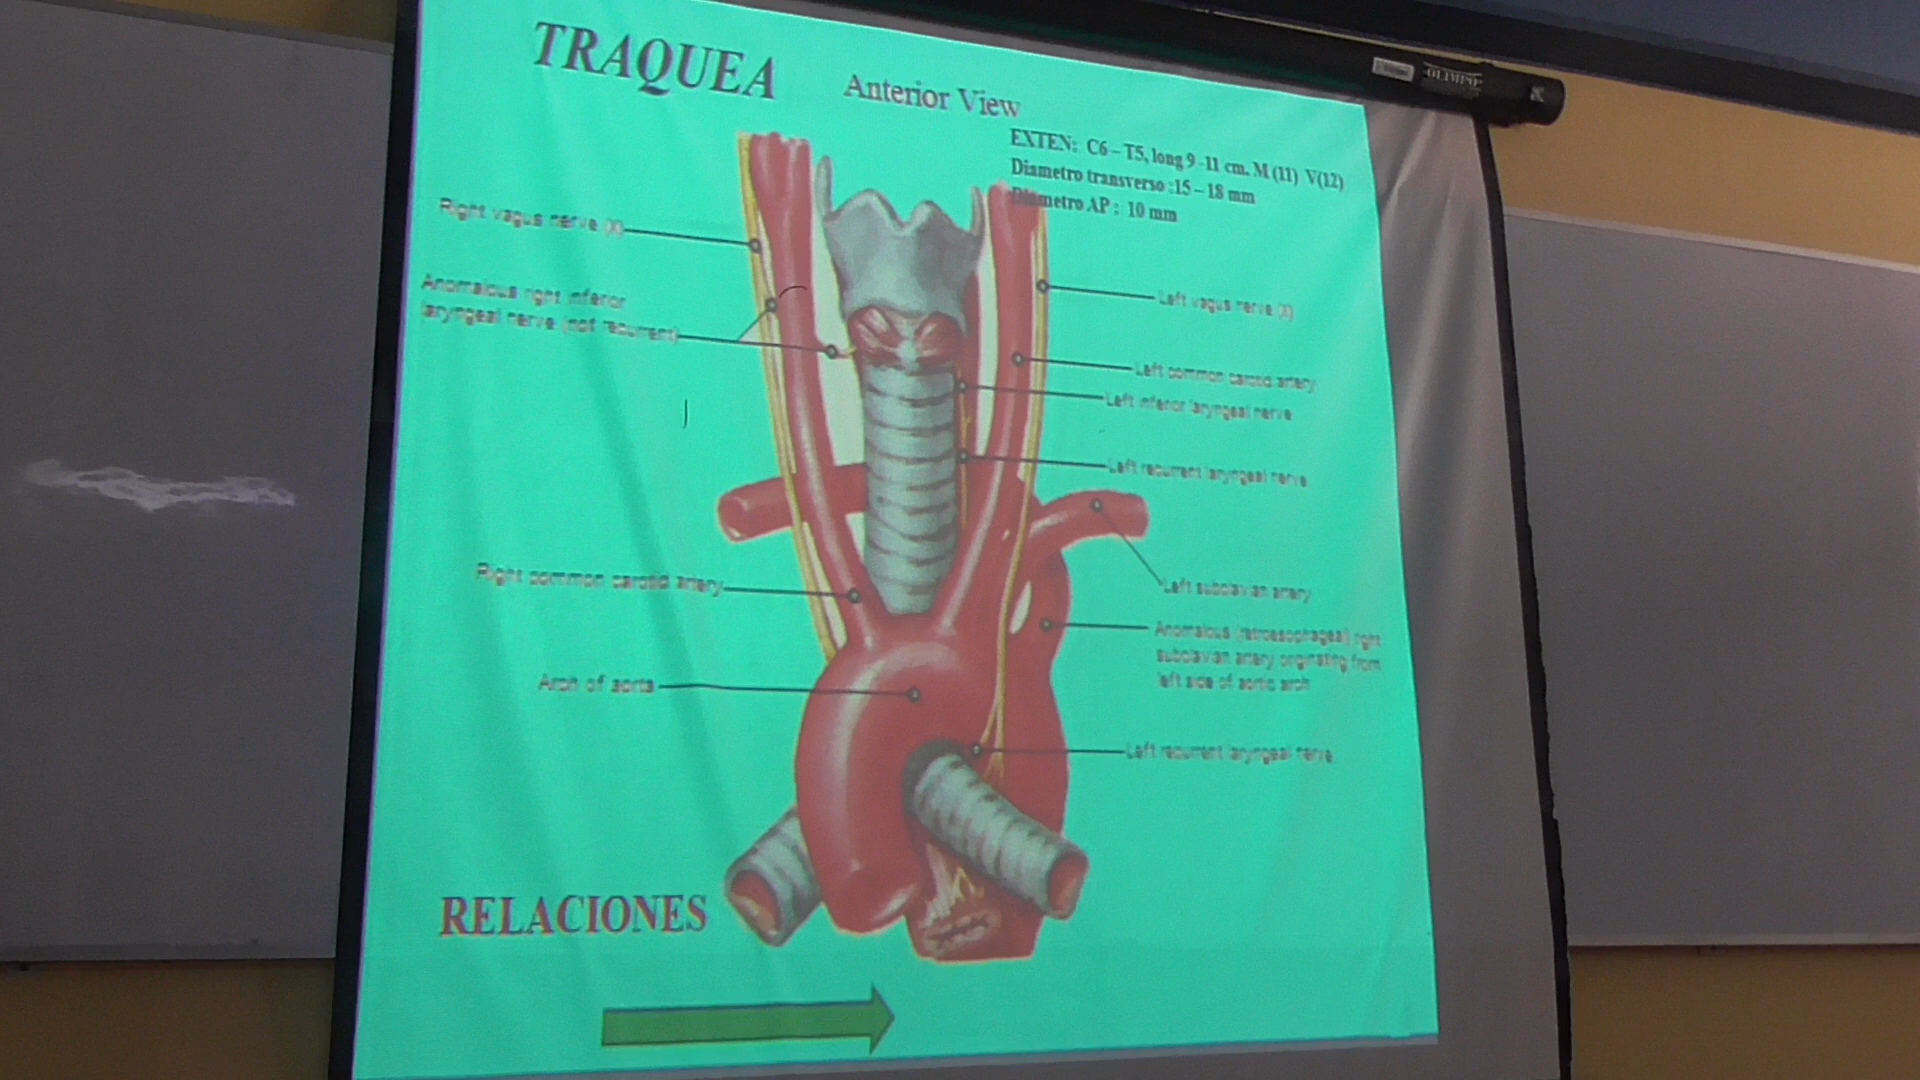 TRAQUEA
Anterior View
EXTEN: C6 – T5, long 9 -11 cm. M (11) V(12)
Diametro transverso :15 – 18 mm
Diametro AP : 10 mm
Right vagus nerve (X)
Anomalous right inferior
laryngeal nerve (not recurrent)
Left vagus nerve (X)
Left common carotid artery
Left inferior laryngeal nerve
Left recurrent laryngeal nerve
Right common carotid artery
Left subclavian artery
Anomalous (retroesophageal) right
subclavian artery originating from
left side of aortic arch
Arch of aorta
Left recurrent laryngeal nerve
RELACIONES
OLIMPO